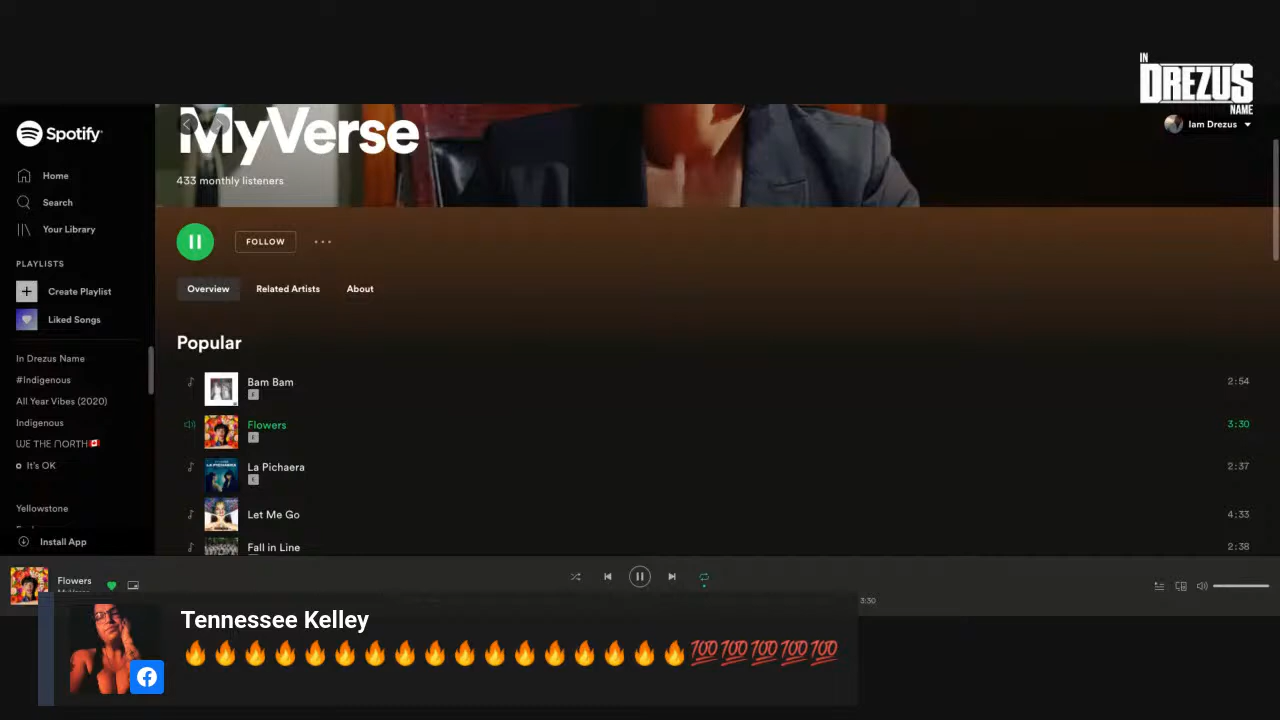 IN
DREZUS
NAME
Iam Drezus
Spotify
Home
Search
Your Library
PLAYLISTS
Create Playlist
Liked Songs
In Drezus Name
#Indigenous
All Year Vibes (2020)
Indigenous
WE THE NORTH🇨🇦
It's OK
Yellowstone
Install App
MyVerse
433 monthly listeners
FOLLOW
Overview Related Artists About
Popular
Bam Bam 2:54
E
Flowers 3:30
E
La Pichaera 2:37
E
Let Me Go 4:33
Fall in Line 2:38
Flowers
MyVerse
3:30
Tennessee Kelley
🔥🔥🔥🔥🔥🔥🔥🔥🔥🔥🔥🔥🔥🔥🔥🔥🔥💯💯💯💯💯